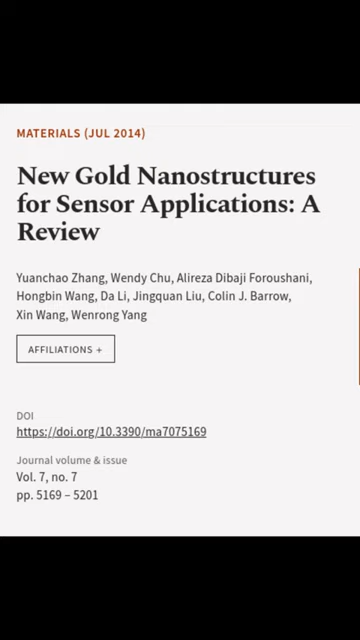 MATERIALS (JUL 2014)
New Gold Nanostructures
for Sensor Applications: A
Review
Yuanchao Zhang, Wendy Chu, Alireza Dibaji Foroushani,
Hongbin Wang, Da Li, Jingquan Liu, Colin J. Barrow,
Xin Wang, Wenrong Yang
AFFILIATIONS +
DOI
https://doi.org/10.3390/ma7075169
Journal volume & issue
Vol. 7, no. 7
pp. 5169 – 5201